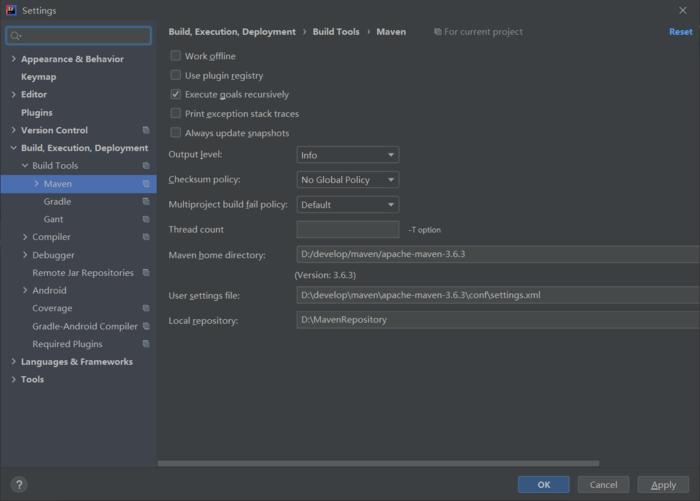 Settings
Build, Execution, Deployment › Build Tools › Maven For current project Reset
Appearance & Behavior
Keymap
Editor
Plugins
Version Control
Build, Execution, Deployment
Build Tools
Maven
Gradle
Gant
Compiler
Debugger
Remote Jar Repositories
Android
Coverage
Gradle-Android Compiler
Required Plugins
Languages & Frameworks
Tools
Work offline
Use plugin registry
Execute goals recursively
Print exception stack traces
Always update snapshots
Output level: Info
Checksum policy: No Global Policy
Multiproject build fail policy: Default
Thread count -T option
Maven home directory: D:/develop/maven/apache-maven-3.6.3
(Version: 3.6.3)
User settings file: D:\develop\maven\apache-maven-3.6.3\conf\settings.xml
Local repository: D:\MavenRepository
? OK Cancel Apply